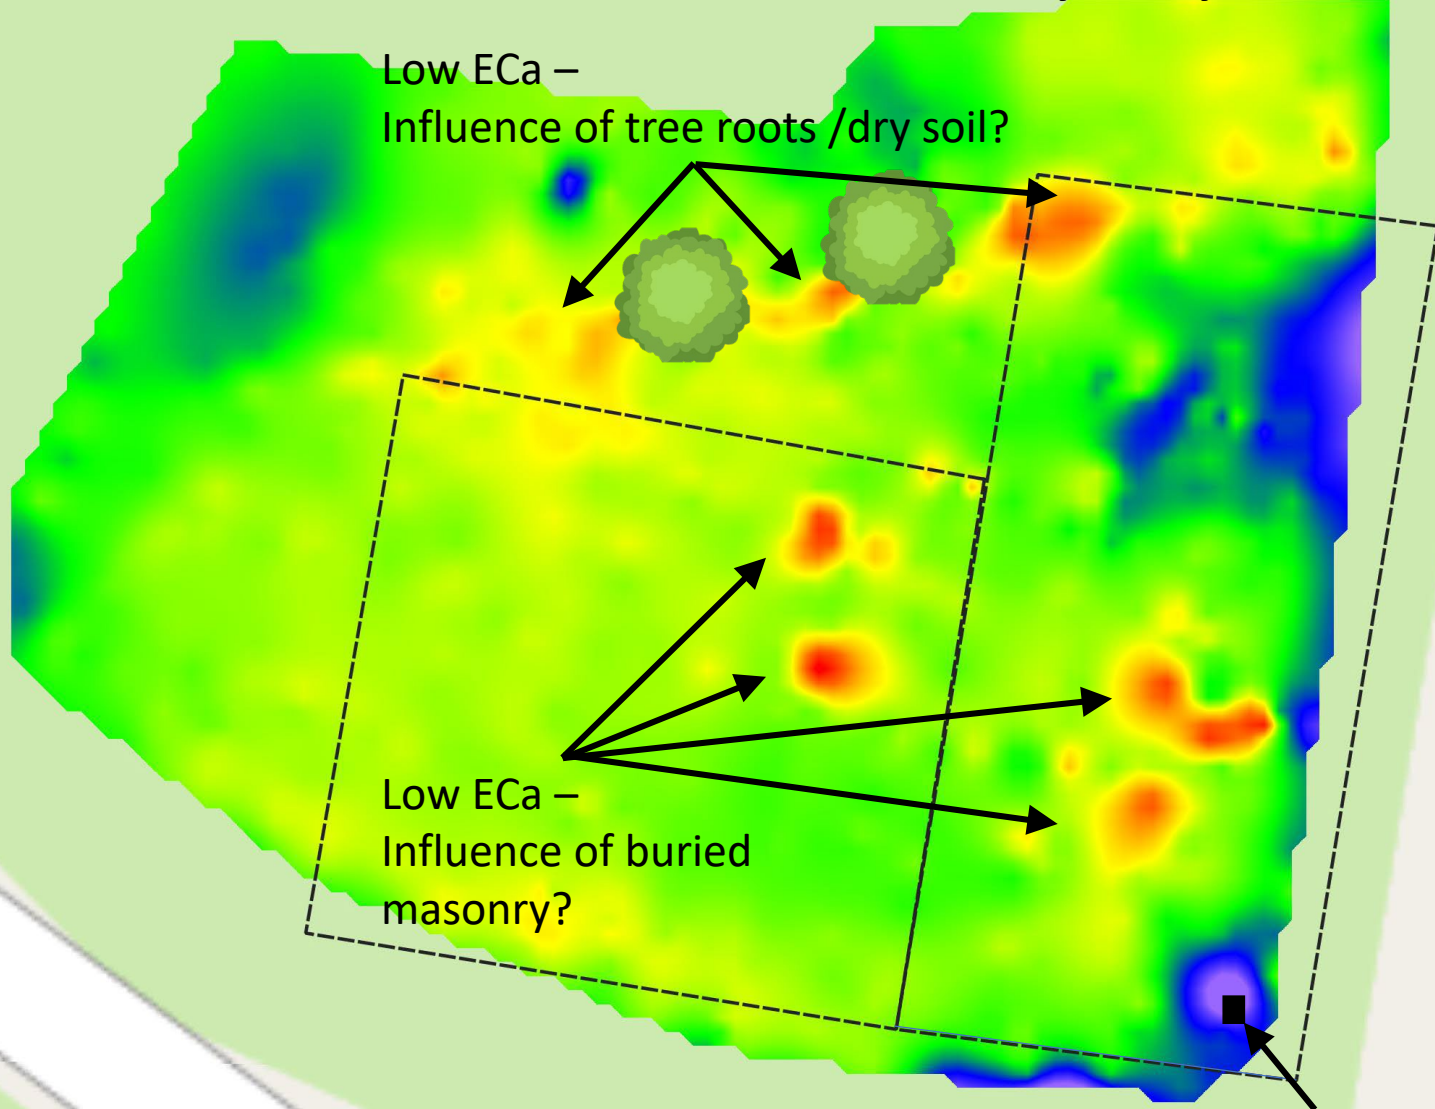 Low ECa –
Influence of tree roots /dry soil?
Low ECa –
Influence of buried
masonry?